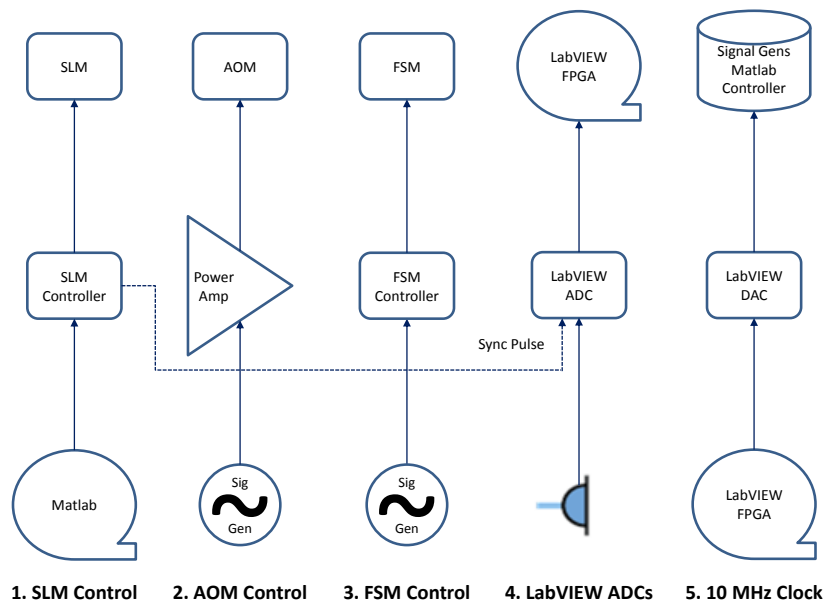 SLM
AOM
FSM
LabVIEW
FPGA
Signal Gens
Matlab
Controller
SLM
Controller
Power
Amp
FSM
Controller
LabVIEW
ADC
LabVIEW
DAC
Sync Pulse
Matlab
Sig
Gen
Sig
Gen
LabVIEW
FPGA
1. SLM Control
2. AOM Control
3. FSM Control
4. LabVIEW ADCs
5. 10 MHz Clock